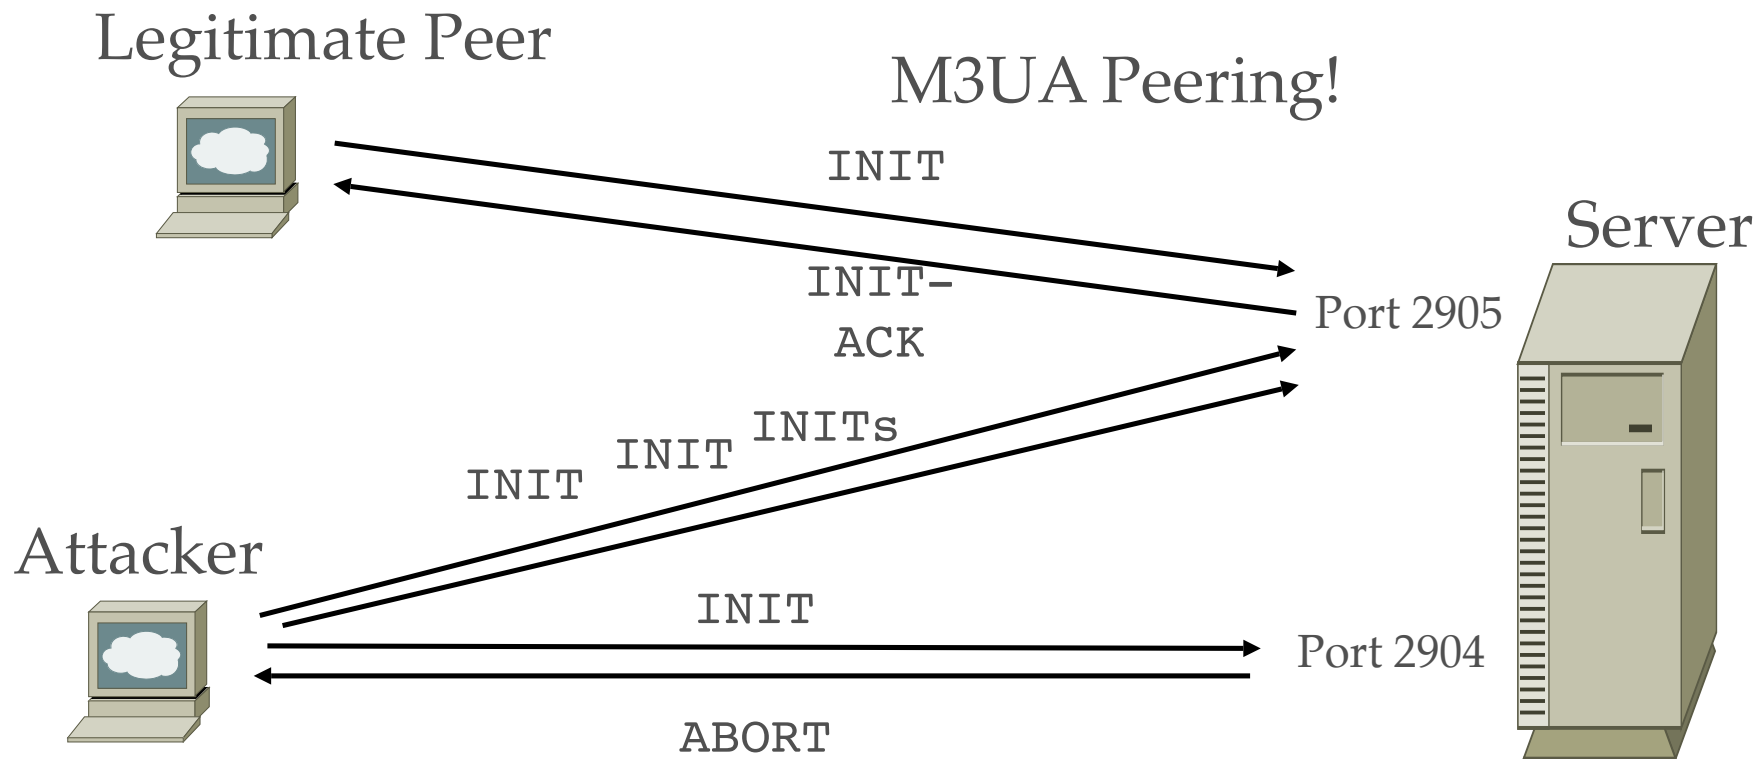 Legitimate Peer
M3UA Peering!
INIT
Server
INIT-
ACK
Port 2905
INITs
INIT
INIT
Attacker
INIT
Port 2904
ABORT